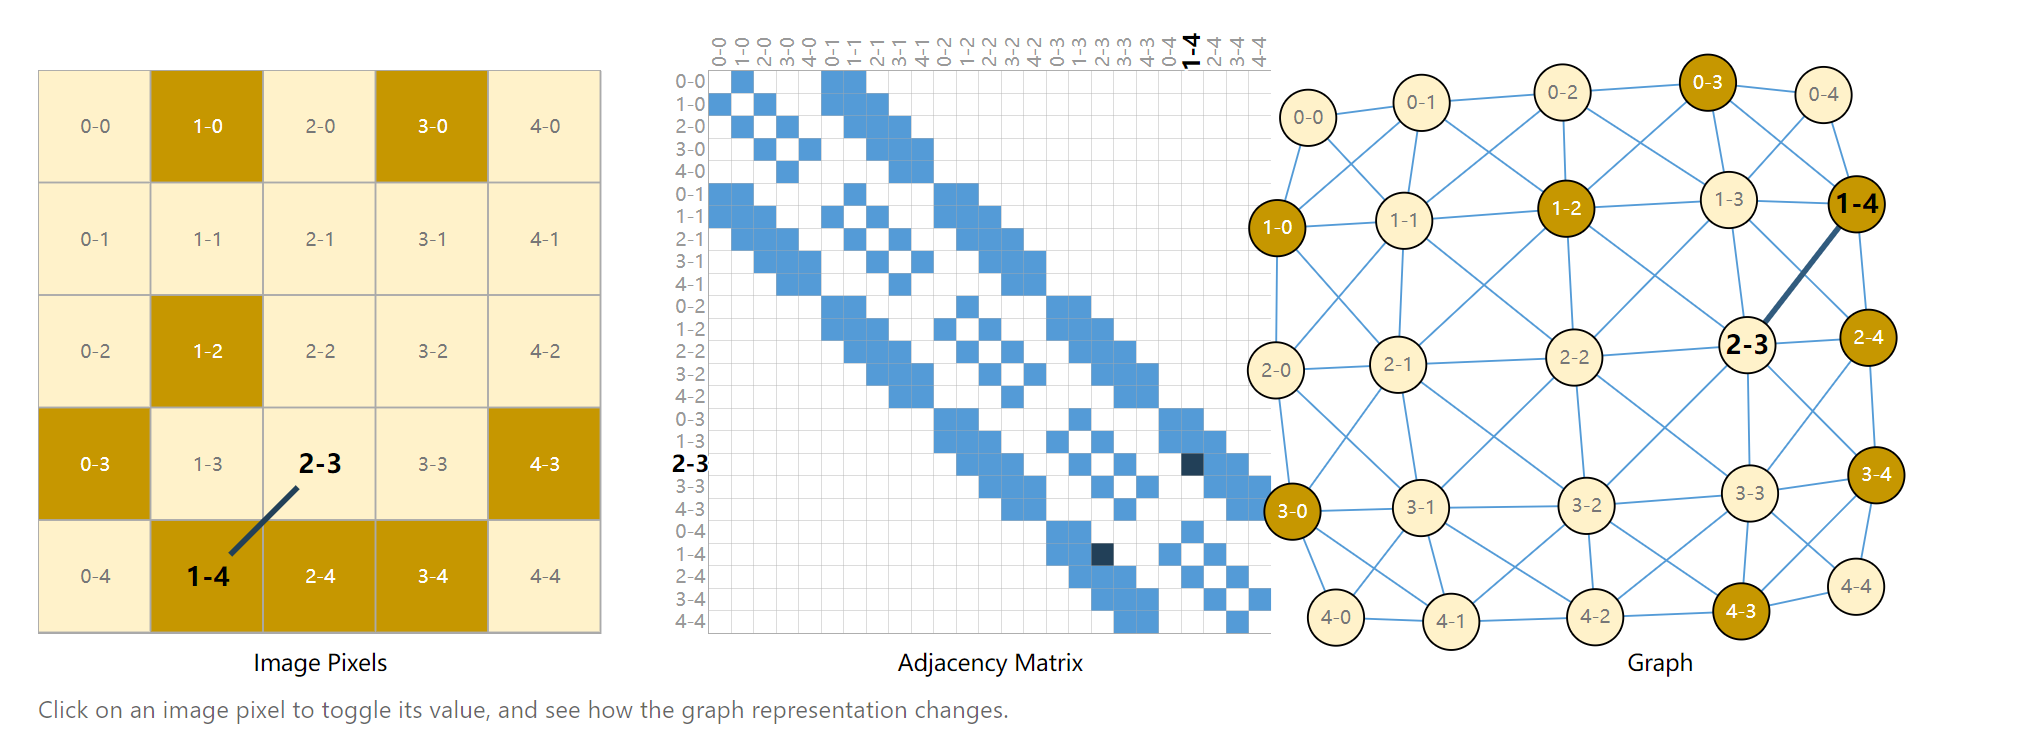 0-0 1-0 2-0 3-0 4-0
0-1 1-1 2-1 3-1 4-1
0-2 1-2 2-2 3-2 4-2
0-3 1-3 2-3 3-3 4-3
0-4 1-4 2-4 3-4 4-4
Image Pixels
0-0 1-0 2-0 3-0 4-0 0-1 1-1 2-1 3-1 4-1 0-2 1-2 2-2 3-2 4-2 0-3 1-3 2-3 3-3 4-3 0-4 1-4 2-4 3-4 4-4
0-0
1-0
2-0
3-0
4-0
0-1
1-1
2-1
3-1
4-1
0-2
1-2
2-2
3-2
4-2
0-3
1-3
2-3
3-3
4-3
0-4
1-4
2-4
3-4
4-4
Adjacency Matrix
0-0 0-1 0-2 0-3 0-4
1-0 1-1 1-2 1-3 1-4
2-0 2-1 2-2 2-3 2-4
3-0 3-1 3-2 3-3 3-4
4-0 4-1 4-2 4-3 4-4
Graph
Click on an image pixel to toggle its value, and see how the graph representation changes.